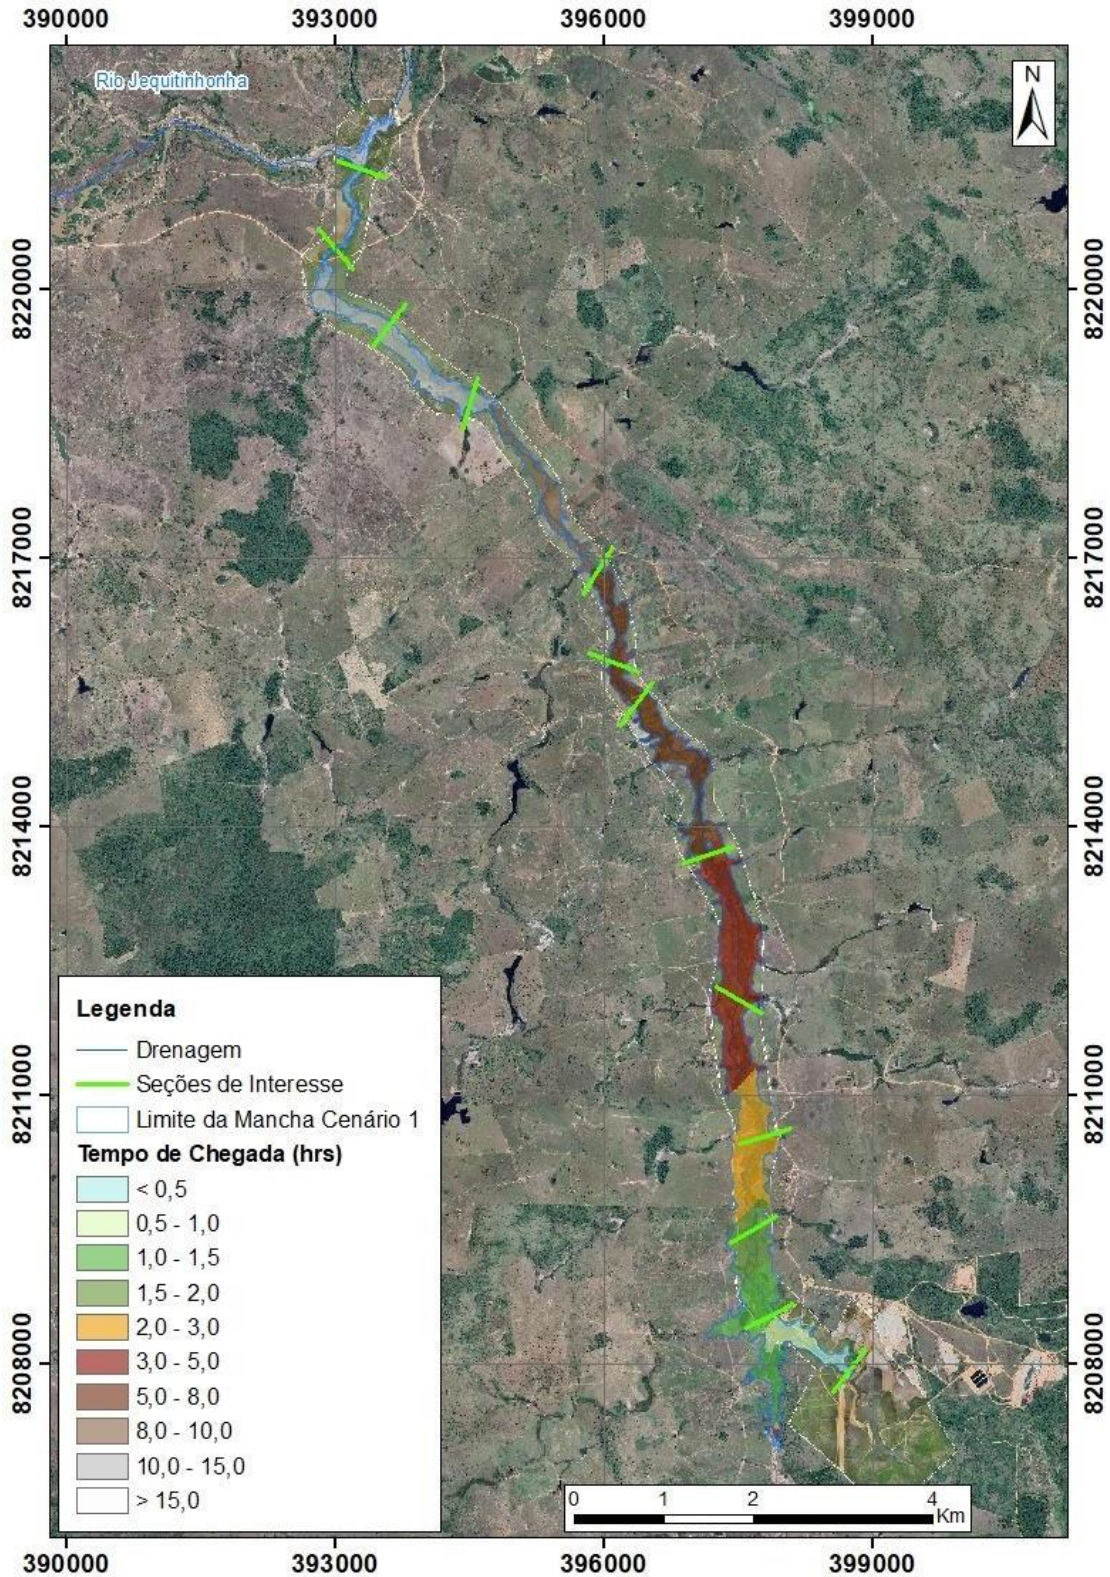 390000 393000 396000 399000
Rio Jequitinhonha
N
8220000 8220000
8217000 8217000
8214000 8214000
8211000 8211000
8208000 8208000
Legenda
Drenagem
Seções de Interesse
Limite da Mancha Cenário 1
Tempo de Chegada (hrs)
< 0,5
0,5 - 1,0
1,0 - 1,5
1,5 - 2,0
2,0 - 3,0
3,0 - 5,0
5,0 - 8,0
8,0 - 10,0
10,0 - 15,0
> 15,0
0 1 2 4
Km
390000 393000 396000 399000